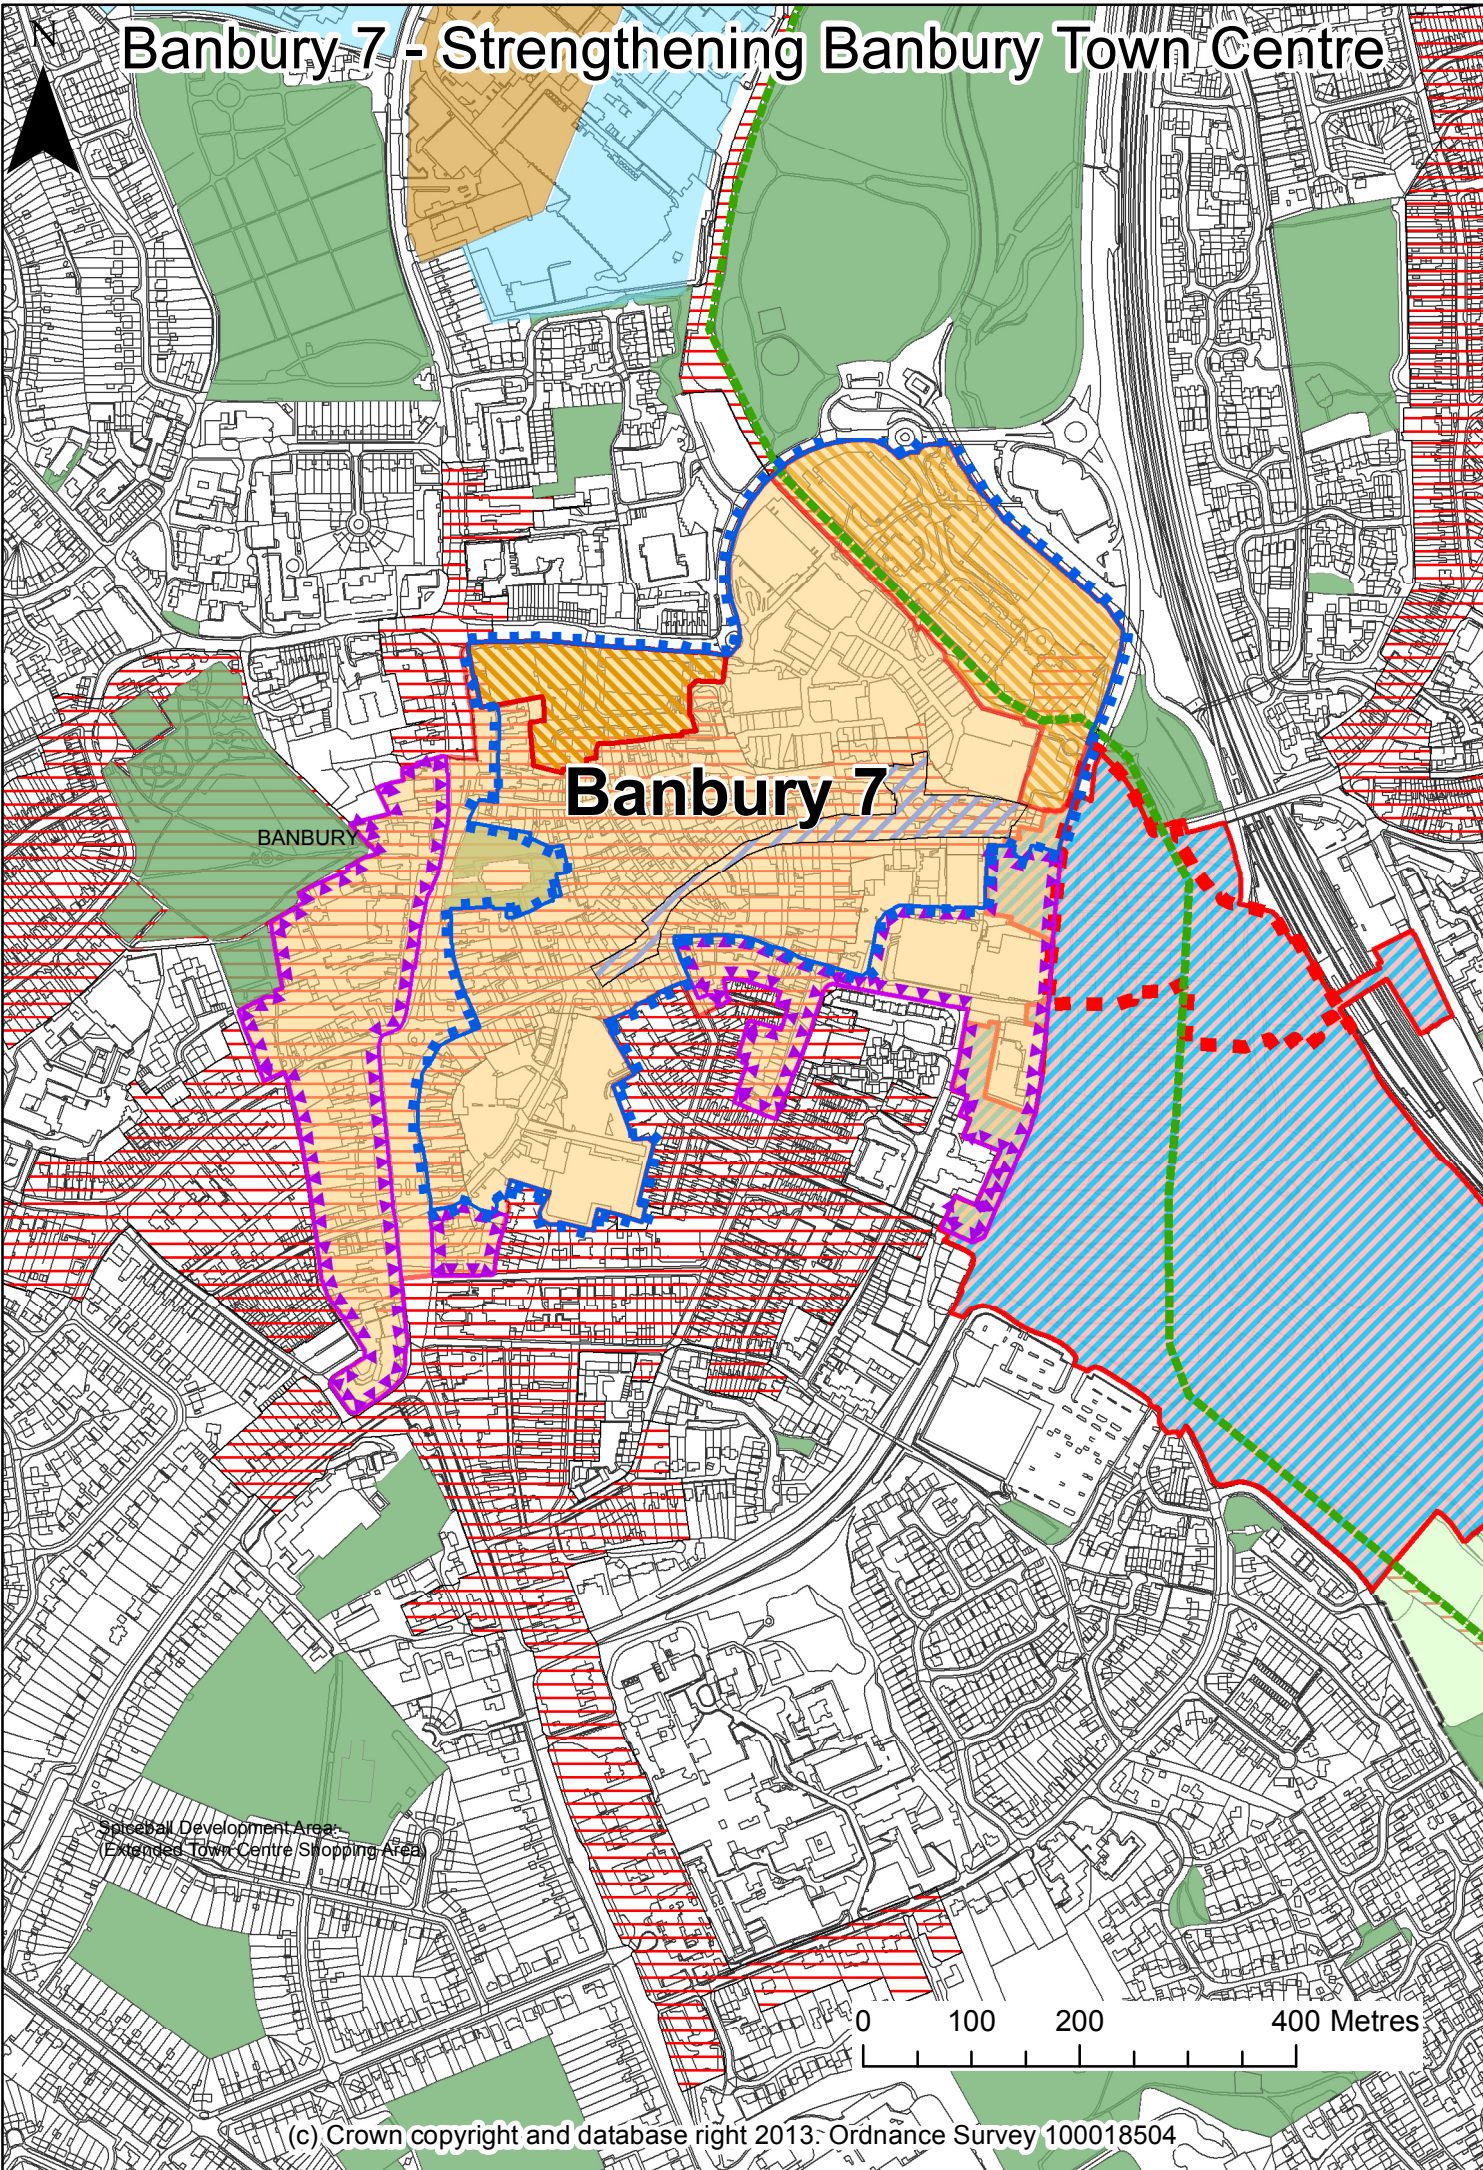 N
Banbury 7 - Strengthening Banbury Town Centre
Banbury 7
BANBURY
Spiceball Development Area:-
(Extended Town Centre Shopping Area)
0 100 200 400 Metres
(c) Crown copyright and database right 2013. Ordnance Survey 100018504